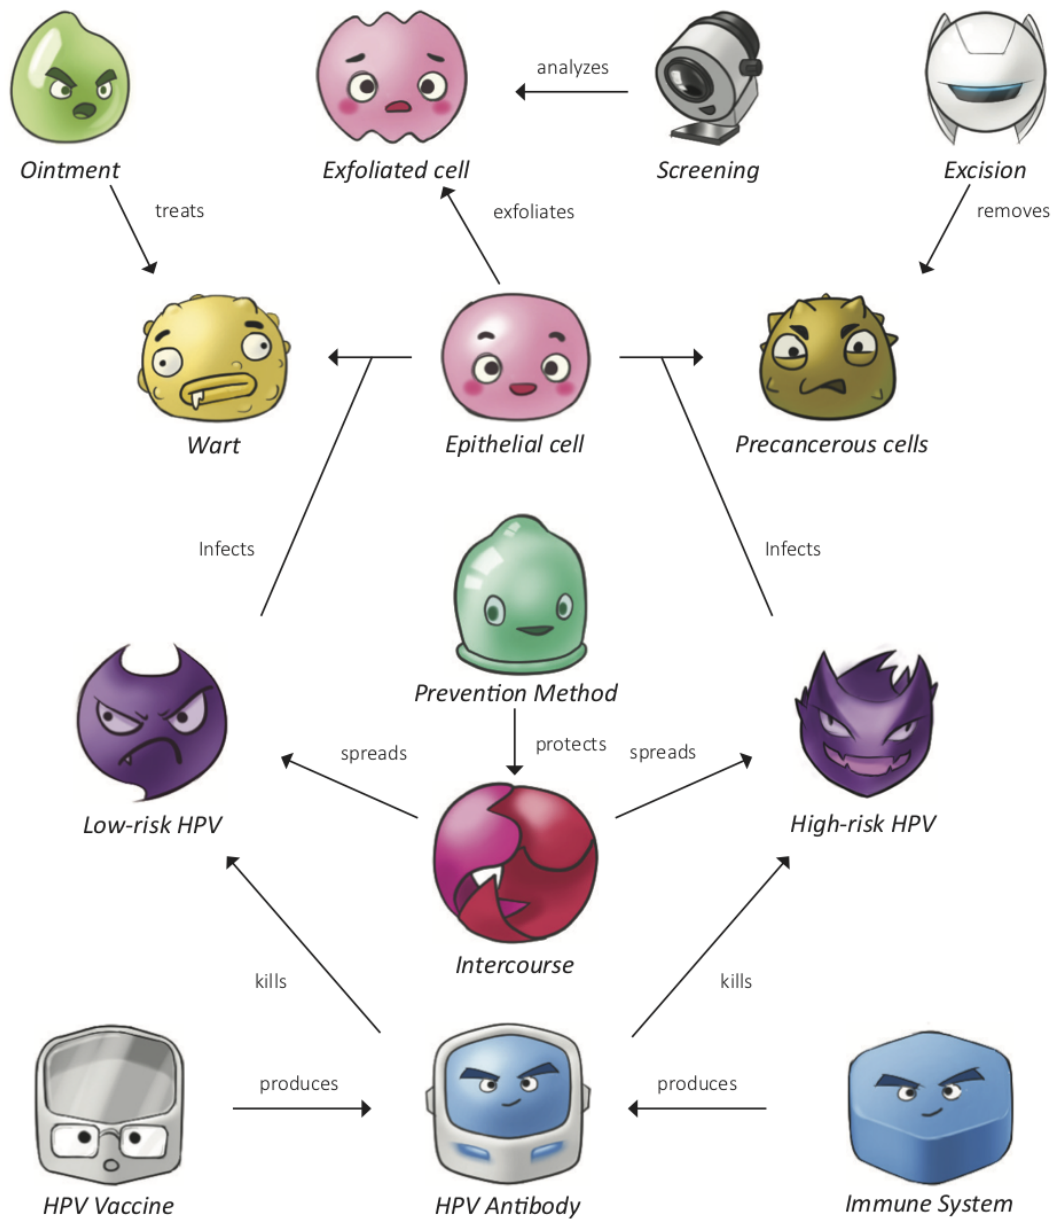 analyzes
Ointment
Exfoliated cell
Screening
Excision
treats
exfoliates
removes
Wart
Epithelial cell
Precancerous cells
Infects
Infects
Prevention Method
spreads
protects
spreads
Low-risk HPV
High-risk HPV
Intercourse
kills
kills
produces
produces
HPV Vaccine
HPV Antibody
Immune System